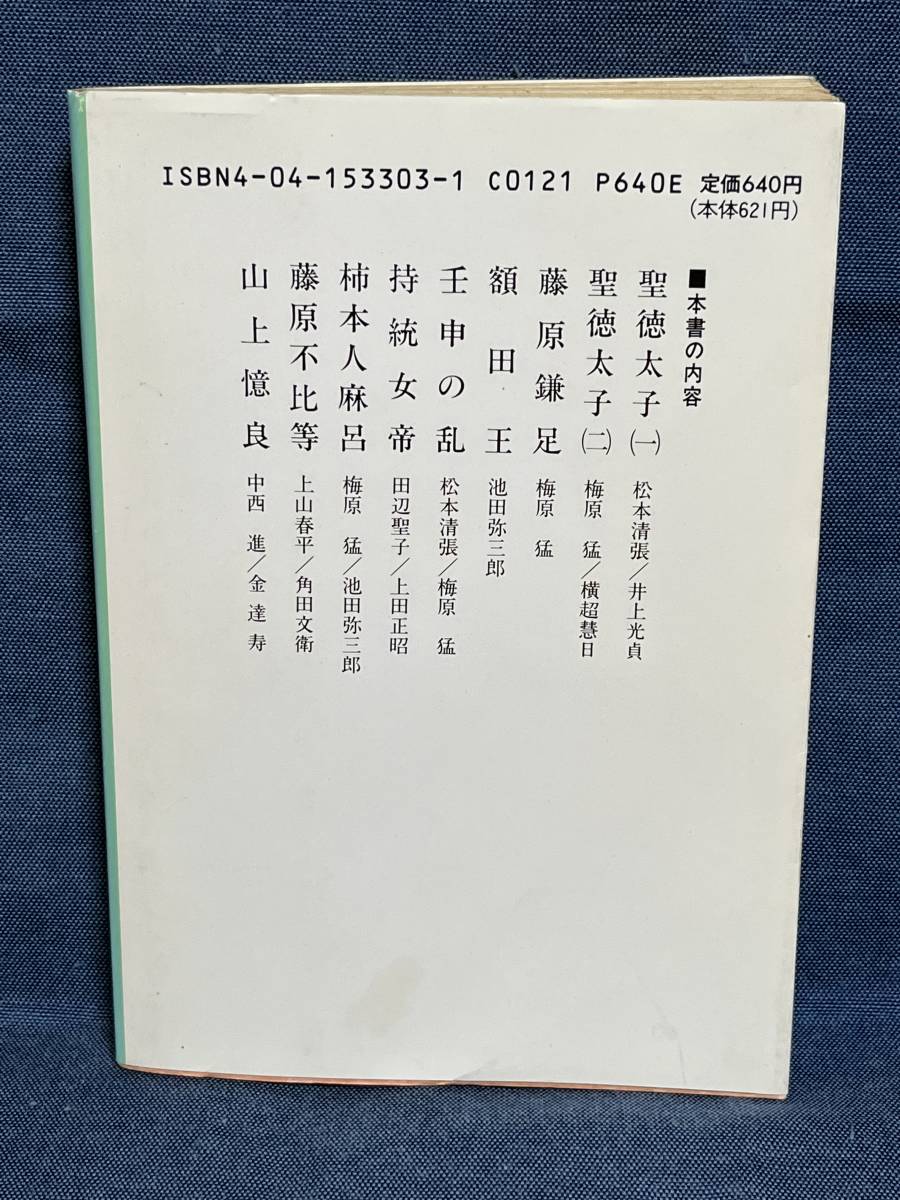 ISBN4-04-153303-1 C0121 P640E 定価640円
(本体621円)
■本書の内容
聖徳太子㈠ 松本清張/井上光貞
聖徳太子㈡ 梅原 猛/横超慧日
藤原鎌足 梅原 猛
額田王 池田弥三郎
壬申の乱 松本清張/梅原 猛
持統女帝 田辺聖子/上田正昭
柿本人麻呂 梅原 猛/池田弥三郎
藤原不比等 上山春平/角田文衛
山上憶良 中西 進/金達寿